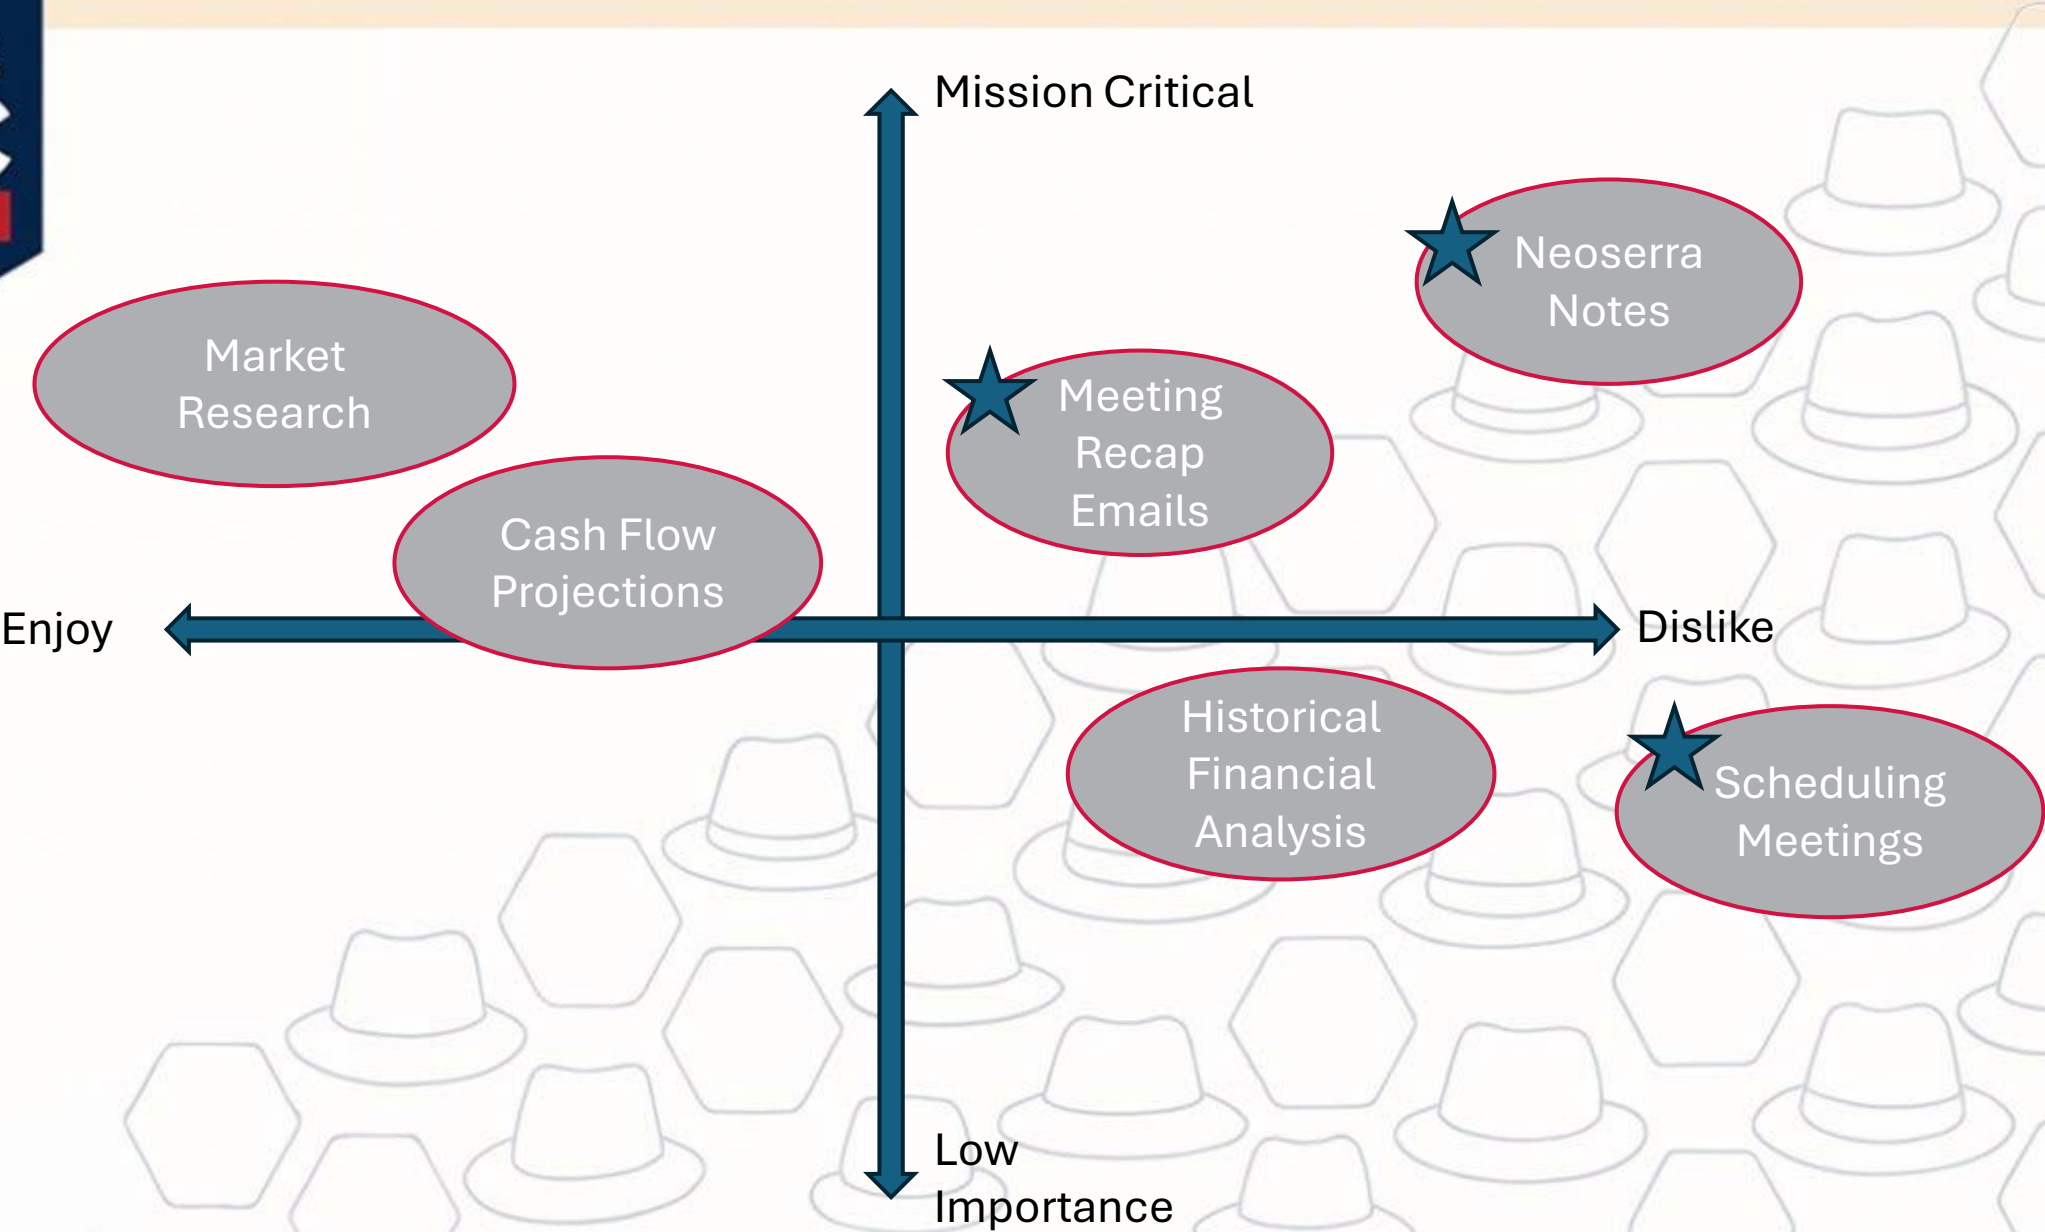 Mission Critical
Neoserra
Notes
Market
Research
Meeting
Recap
Emails
Cash Flow
Projections
Enjoy
Dislike
Historical
Financial
Analysis
Scheduling
Meetings
Low
Importance